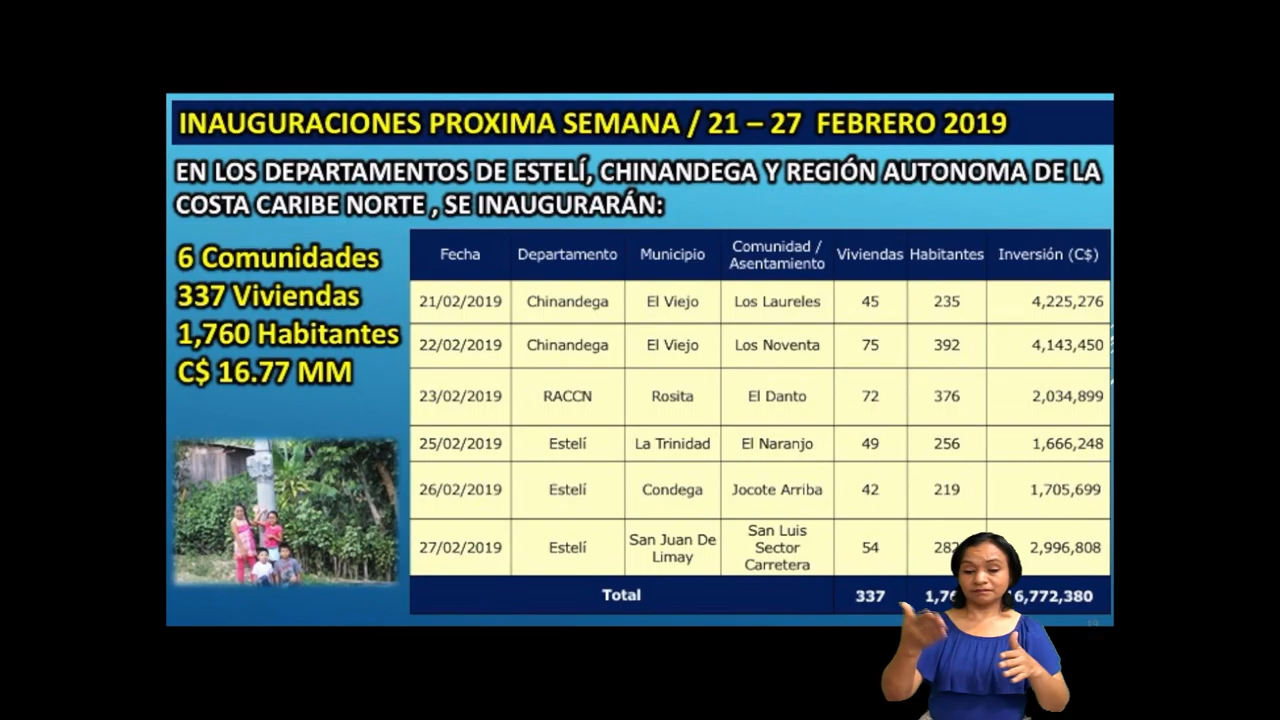 INAUGURACIONES PROXIMA SEMANA / 21 – 27 FEBRERO 2019
EN LOS DEPARTAMENTOS DE ESTELÍ, CHINANDEGA Y REGIÓN AUTONOMA DE LA
COSTA CARIBE NORTE , SE INAUGURARÁN:
6 Comunidades
337 Viviendas
1,760 Habitantes
C$ 16.77 MM
Fecha Departamento Municipio Comunidad / Asentamiento Viviendas Habitantes Inversión (C$)
21/02/2019 Chinandega El Viejo Los Laureles 45 235 4,225,276
22/02/2019 Chinandega El Viejo Los Noventa 75 392 4,143,450
23/02/2019 RACCN Rosita El Danto 72 376 2,034,899
25/02/2019 Estelí La Trinidad El Naranjo 49 256 1,666,248
26/02/2019 Estelí Condega Jocote Arriba 42 219 1,705,699
27/02/2019 Estelí San Juan De Limay San Luis Sector Carretera 54 282 2,996,808
Total 337
19